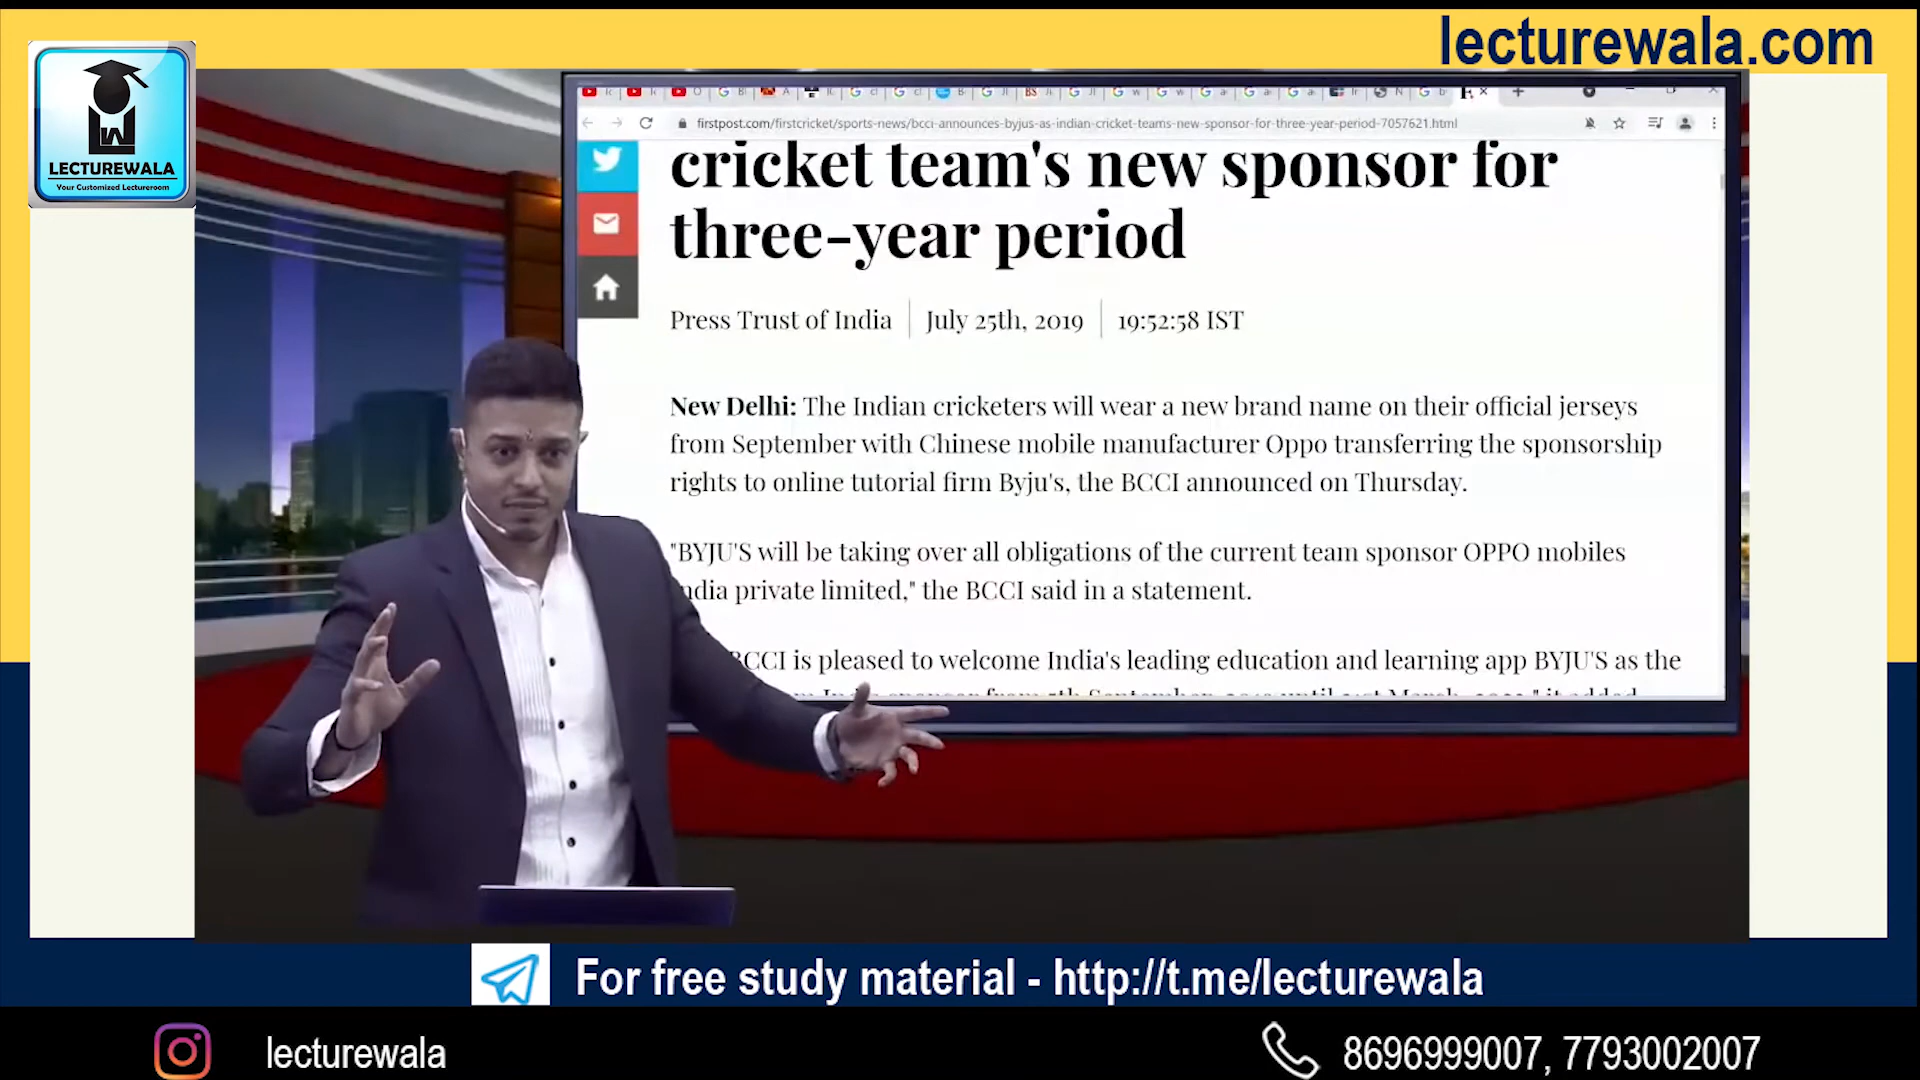 lecturewala.com
LW
LECTUREWALA
Your Customized Lectureroom
firstpost.com/firstcricket/sports-news/bcci-announces-byjus-as-indian-cricket-teams-new-sponsor-for-three-year-period-7057621.html
cricket team's new sponsor for
three-year period
Press Trust of India | July 25th, 2019 | 19:52:58 IST
New Delhi: The Indian cricketers will wear a new brand name on their official jerseys
from September with Chinese mobile manufacturer Oppo transferring the sponsorship
rights to online tutorial firm Byju's, the BCCI announced on Thursday.
"BYJU'S will be taking over all obligations of the current team sponsor OPPO mobiles
India private limited," the BCCI said in a statement.
BCCI is pleased to welcome India's leading education and learning app BYJU'S as the
For free study material - http://t.me/lecturewala
lecturewala
8696999007, 7793002007